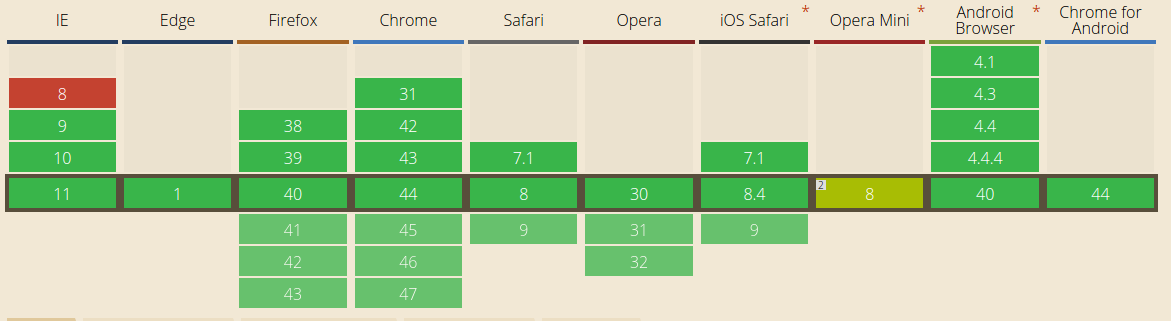 IE Edge Firefox Chrome Safari Opera iOS Safari * Opera Mini * Android Browser * Chrome for Android
4.1
8 31 4.3
9 38 42 4.4
10 39 43 7.1 7.1 4.4.4
11 1 40 44 8 30 8.4 2 8 40 44
41 45 9 31 9
42 46 32
43 47